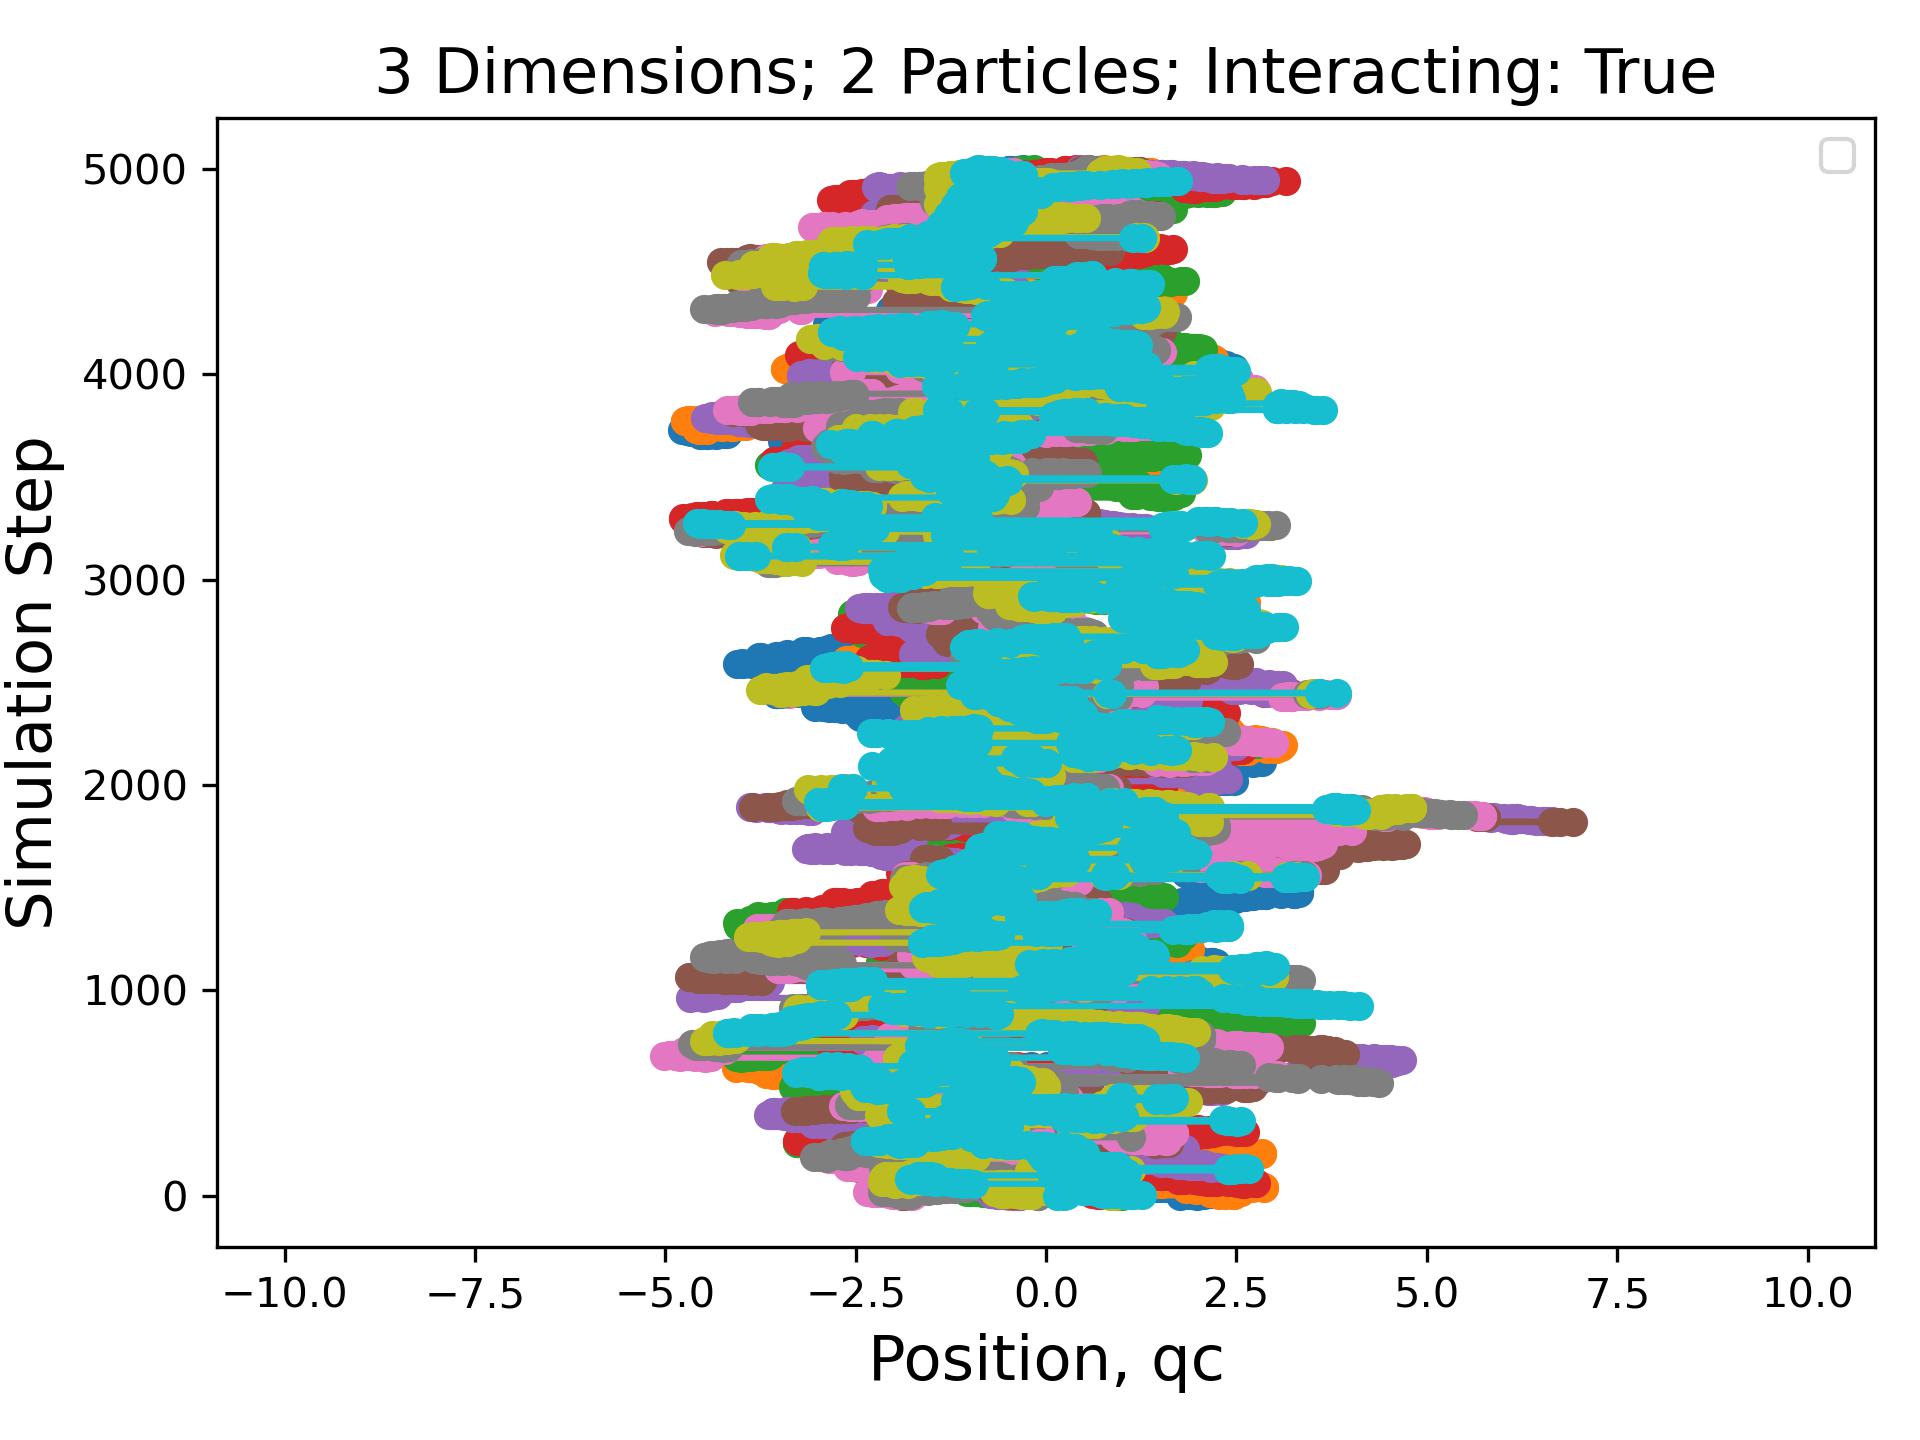 3 Dimensions; 2 Particles; Interacting: True
5000
4000
3000
2000
1000
0
Simulation Step
−10.0 −7.5 −5.0 −2.5 0.0 2.5 5.0 7.5 10.0
Position, qc